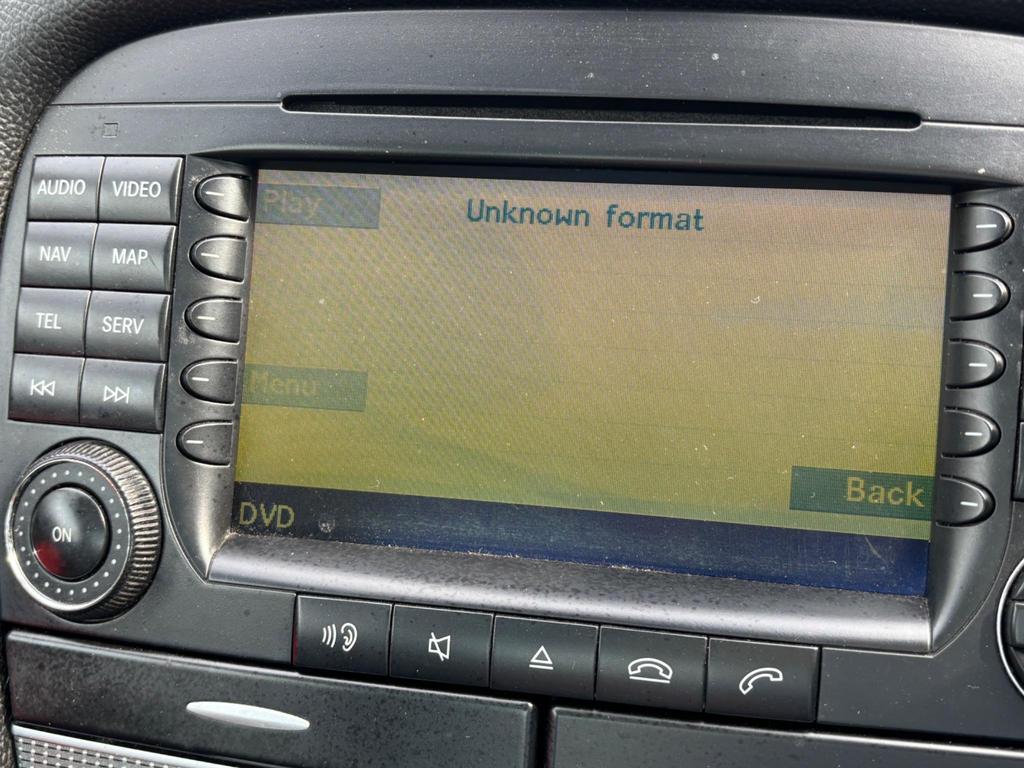 AUDIO VIDEO
NAV MAP
TEL SERV
ON
Play
Unknown format
Menu
Back
DVD